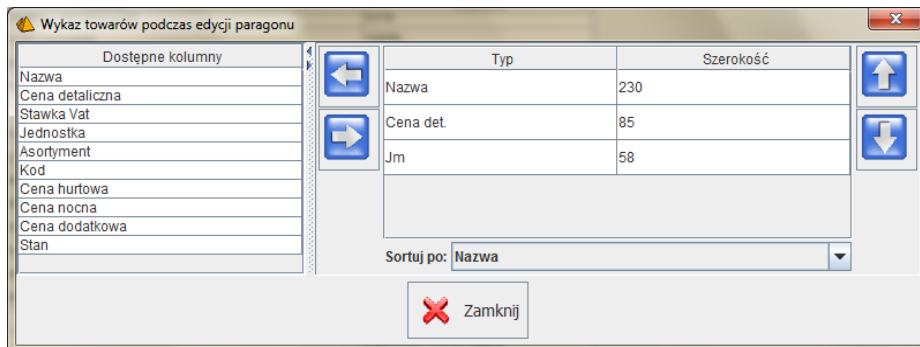 Wykaz towarów podczas edycji paragonu
Dostępne kolumny
Nazwa
Cena detaliczna
Stawka Vat
Jednostka
Asortyment
Kod
Cena hurtowa
Cena nocna
Cena dodatkowa
Stan
Typ Szerokość
Nazwa 230
Cena det. 85
Jm 58
Sortuj po: Nazwa
Zamknij